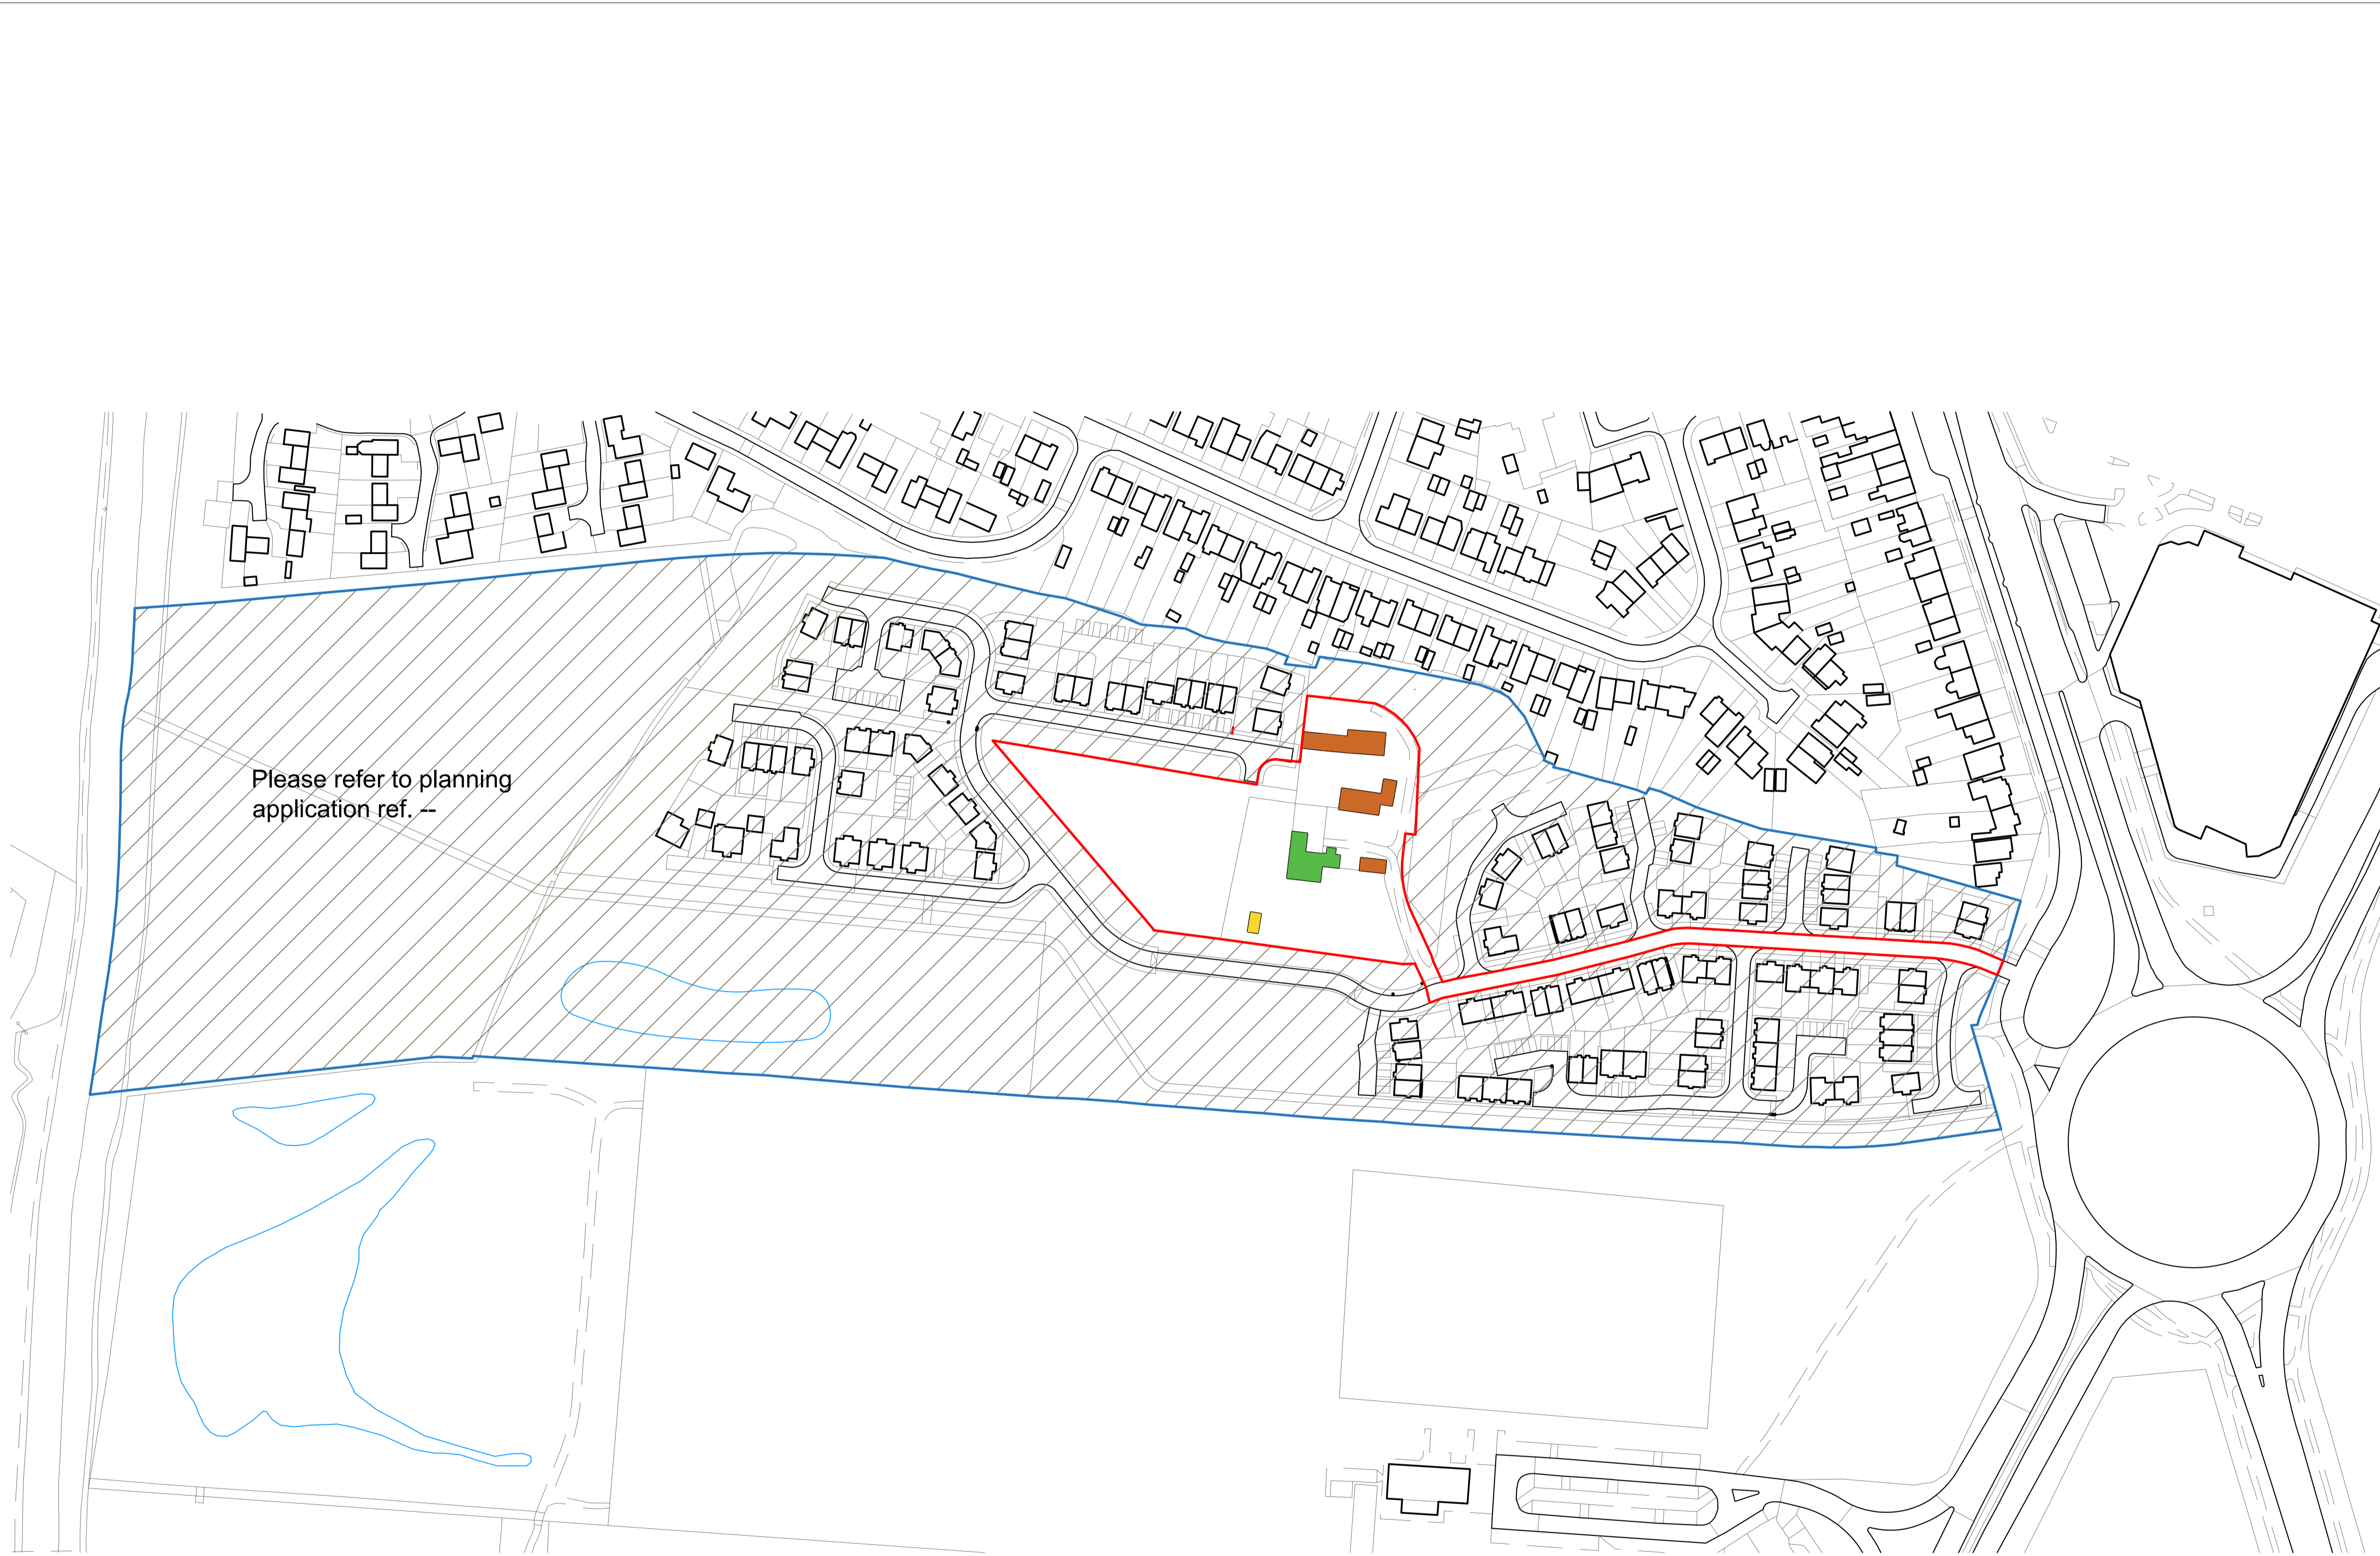 Please refer to planning
application ref. --